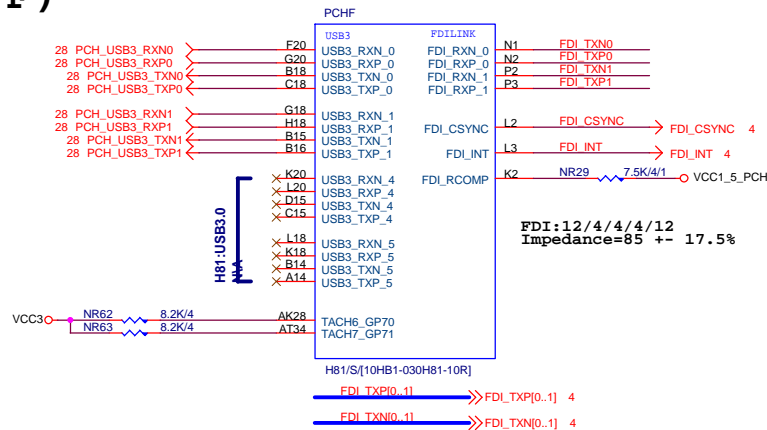 F)
PCHF
USB3 FDILINK
28 PCH_USB3_RXN0 F20 USB3_RXN_0 FDI_RXN_0 N1 FDI_TXN0
28 PCH_USB3_RXP0 G20 USB3_RXP_0 FDI_RXP_0 N2 FDI_TXP0
28 PCH_USB3_TXN0 B18 USB3_TXN_0 FDI_RXN_1 P2 FDI_TXN1
28 PCH_USB3_TXP0 C18 USB3_TXP_0 FDI_RXP_1 P3 FDI_TXP1
28 PCH_USB3_RXN1 G18 USB3_RXN_1
28 PCH_USB3_RXP1 H18 USB3_RXP_1 FDI_CSYNC L2 FDI_CSYNC FDI_CSYNC 4
28 PCH_USB3_TXN1 B15 USB3_TXN_1
28 PCH_USB3_TXP1 B16 USB3_TXP_1 FDI_INT L3 FDI_INT FDI_INT 4
K20 USB3_RXN_4 FDI_RCOMP K2 NR29 7.5K/4/1 VCC1_5_PCH
L20 USB3_RXP_4
D15 USB3_TXN_4
C15 USB3_TXP_4
H81:USB3.0
N\A
FDI:12/4/4/4/12
Impedance=85 +- 17.5%
L18 USB3_RXN_5
K18 USB3_RXP_5
B14 USB3_TXN_5
A14 USB3_TXP_5
VCC3 NR62 8.2K/4 AK28 TACH6_GP70
NR63 8.2K/4 AT34 TACH7_GP71
H81/S/[10HB1-030H81-10R]
FDI_TXP[0..1] FDI_TXP[0..1] 4
FDI_TXN[0..1] FDI_TXN[0..1] 4